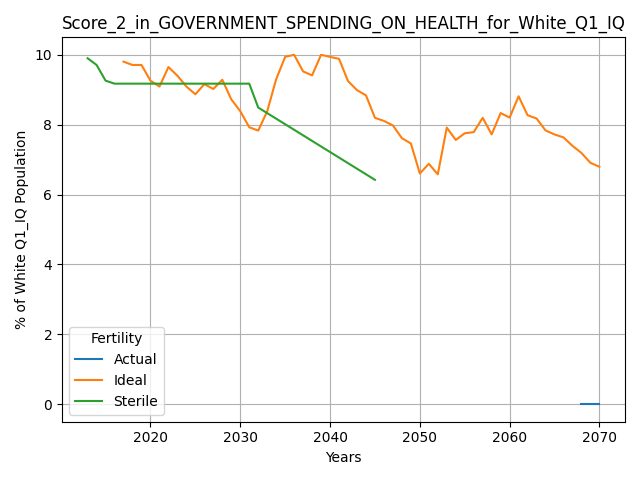 Score_2_in_GOVERNMENT_SPENDING_ON_HEALTH_for_White_Q1_IQ
% of White Q1_IQ Population
10
8
6
4
2
0
Fertility
Actual
Ideal
Sterile
2020 2030 2040 2050 2060 2070
Years